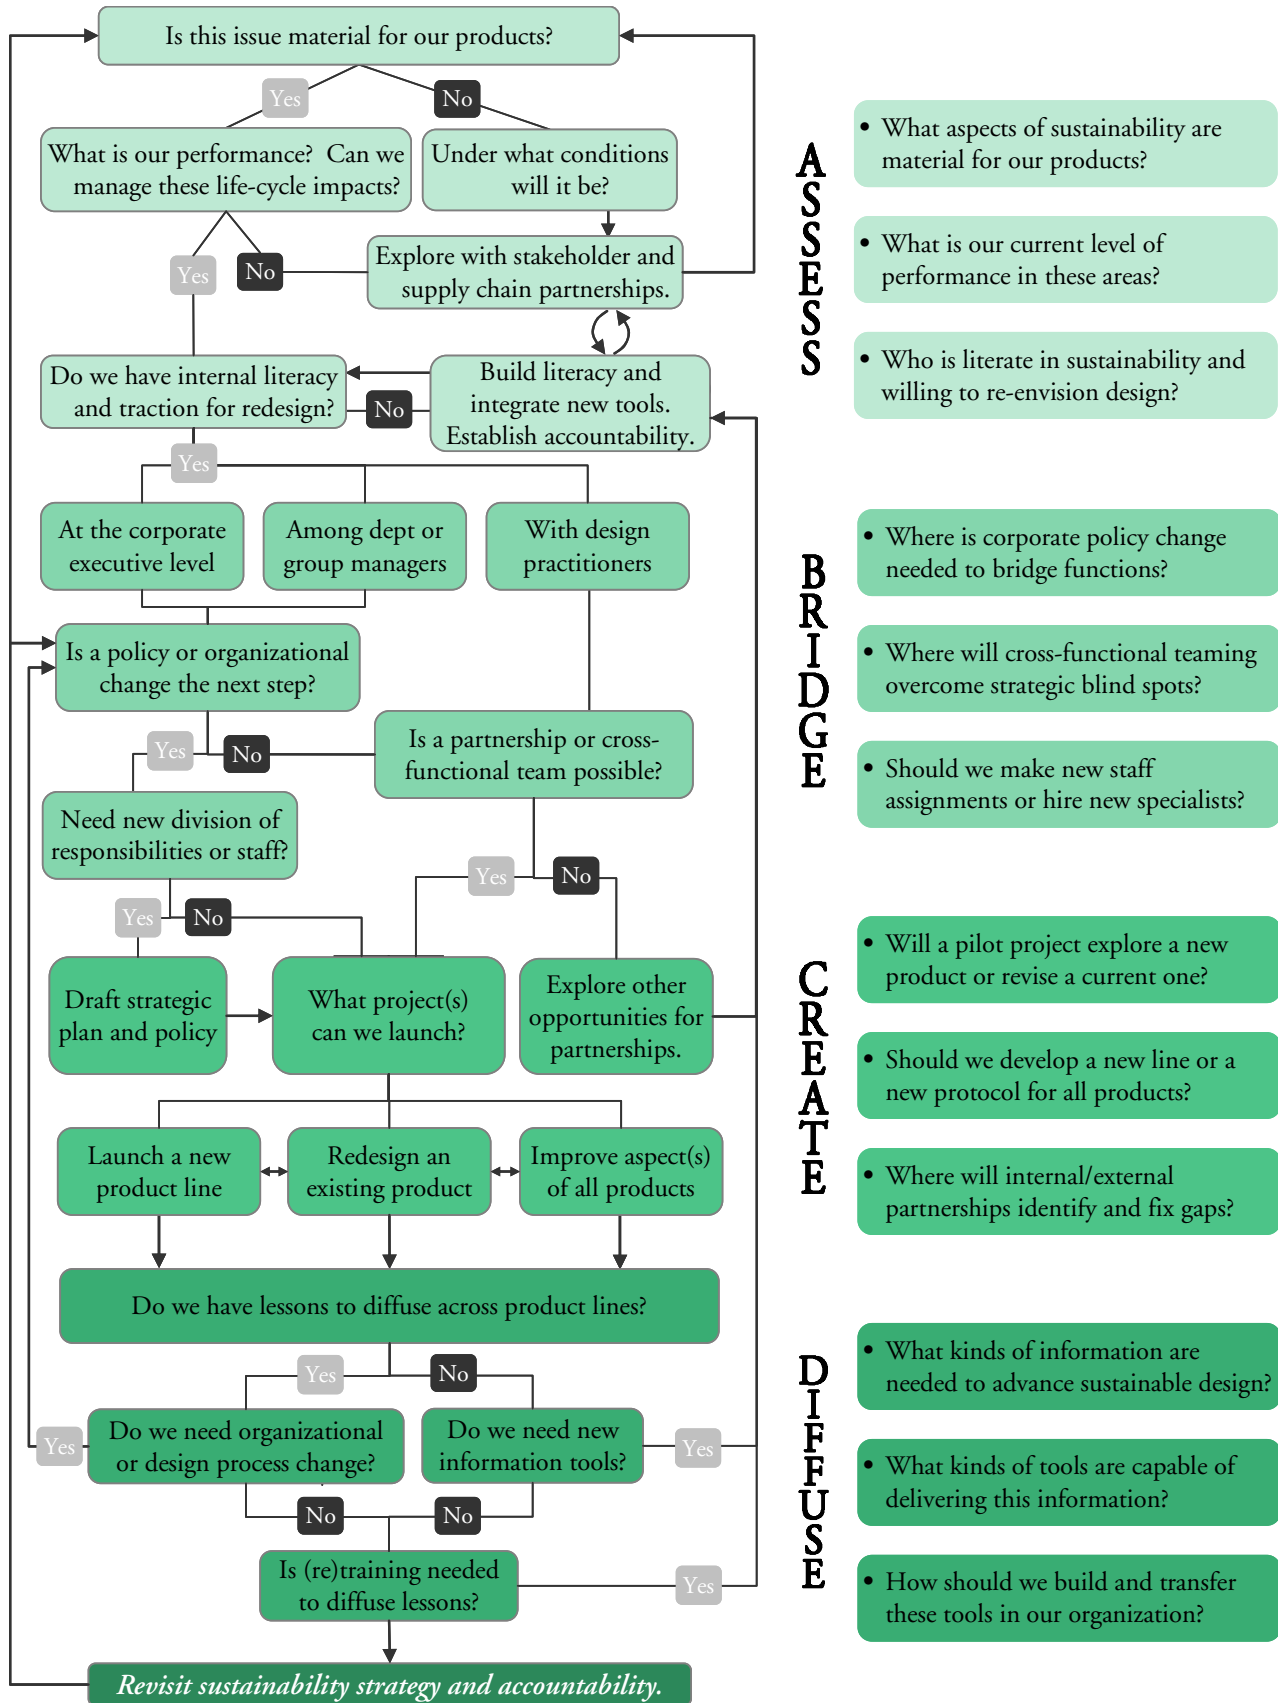 Is this issue material for our products?
Yes
No
What is our performance?  Can we
manage these life-cycle impacts?
Under what conditions
will it be?
Yes
No
Explore with stakeholder and
supply chain partnerships.
Do we have internal literacy
and traction for redesign?
No
Build literacy and
integrate new tools.
Establish accountability.
Yes
At the corporate
executive level
Among dept or
group managers
With design
practitioners
Is a policy or organizational
change the next step?
Yes
No
Is a partnership or cross-
functional team possible?
Need new division of
responsibilities or staff?
Yes
No
Yes
No
Draft strategic
plan and policy
What project(s)
can we launch?
Explore other
opportunities for
partnerships.
Launch a new
product line
Redesign an
existing product
Improve aspect(s)
of all products
Do we have lessons to diffuse across product lines?
Yes
No
Yes
Do we need organizational
or design process change?
Do we need new
information tools?
Yes
No
No
Is (re)training needed
to diffuse lessons?
Yes
Revisit sustainability strategy and accountability.
ASSESS
• What aspects of sustainability are
material for our products?
• What is our current level of
performance in these areas?
• Who is literate in sustainability and
willing to re-envision design?
BRIDGE
• Where is corporate policy change
needed to bridge functions?
• Where will cross-functional teaming
overcome strategic blind spots?
• Should we make new staff
assignments or hire new specialists?
CREATE
• Will a pilot project explore a new
product or revise a current one?
• Should we develop a new line or a
new protocol for all products?
• Where will internal/external
partnerships identify and fix gaps?
DIFFUSE
• What kinds of information are
needed to advance sustainable design?
• What kinds of tools are capable of
delivering this information?
• How should we build and transfer
these tools in our organization?